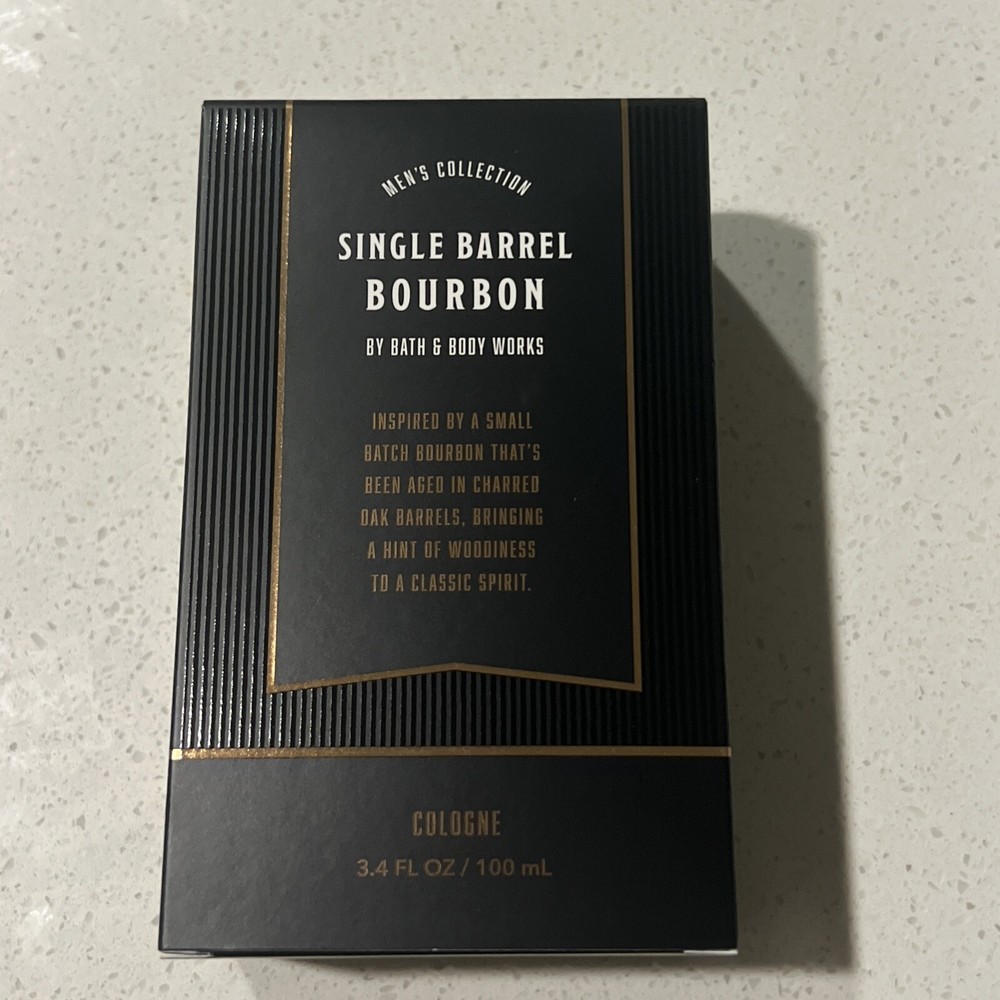 MEN'S COLLECTION
SINGLE BARREL
BOURBON
BY BATH & BODY WORKS
INSPIRED BY A SMALL
BATCH BOURBON THAT'S
BEEN AGED IN CHARRED
OAK BARRELS, BRINGING
A HINT OF WOODINESS
TO A CLASSIC SPIRIT.
COLOGNE
3.4 FL OZ / 100 mL